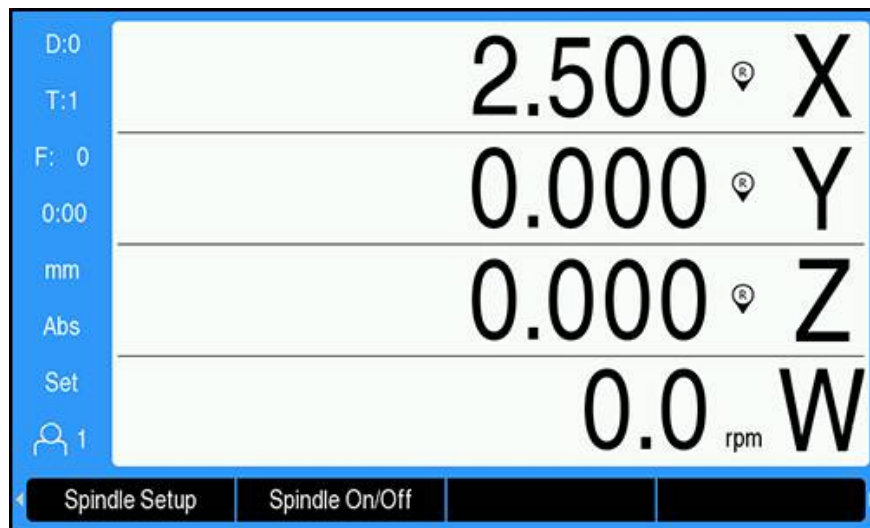 D:0
T:1
F: 0
0:00
mm
Abs
Set
1
2.500 R X
0.000 R Y
0.000 R Z
0.0 rpm W
Spindle Setup
Spindle On/Off